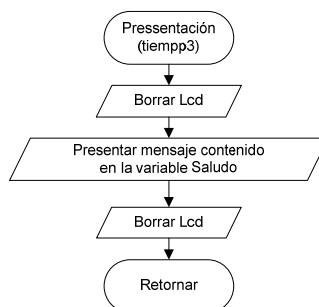 Pressentación
(tiempp3)
Borrar Lcd
Presentar mensaje contenido
en la variable Saludo
Borrar Lcd
Retornar